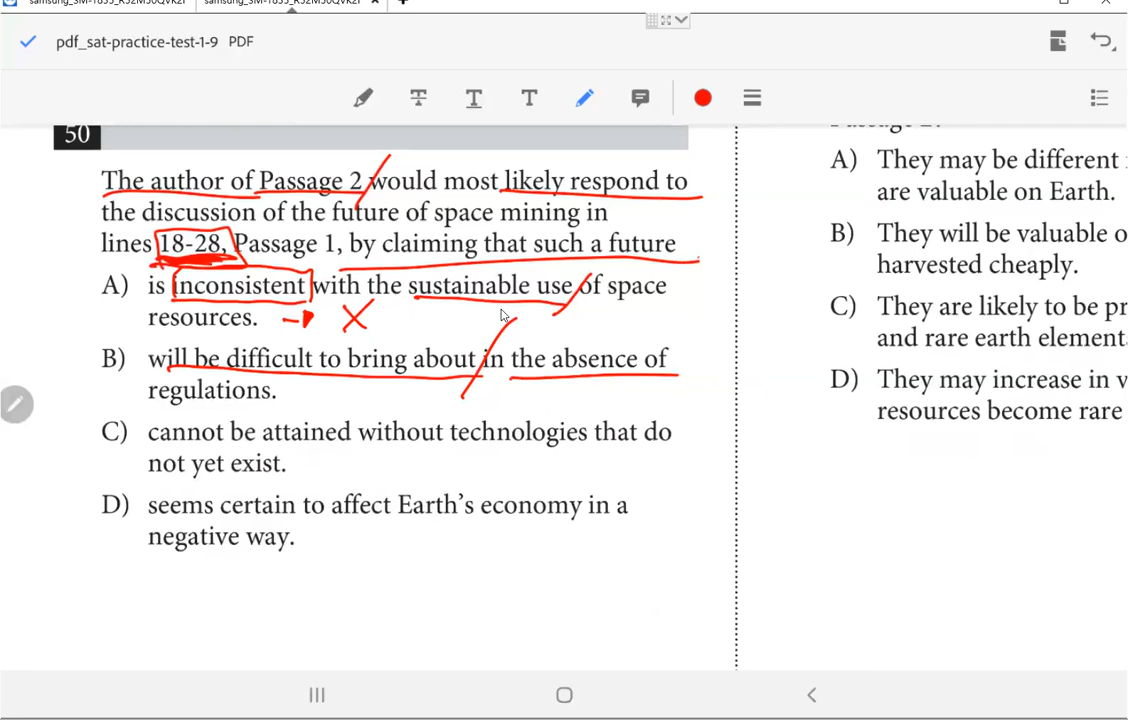 pdf_sat-practice-test-1-9 PDF
50
The author of Passage 2 would most likely respond to
the discussion of the future of space mining in
lines 18-28, Passage 1, by claiming that such a future
A) is inconsistent with the sustainable use of space
resources.
B) will be difficult to bring about in the absence of
regulations.
C) cannot be attained without technologies that do
not yet exist.
D) seems certain to affect Earth's economy in a
negative way.
A) They may be different
are valuable on Earth.
B) They will be valuable
harvested cheaply.
C) They are likely to be
and rare earth
D) They may increase in
resources become rare